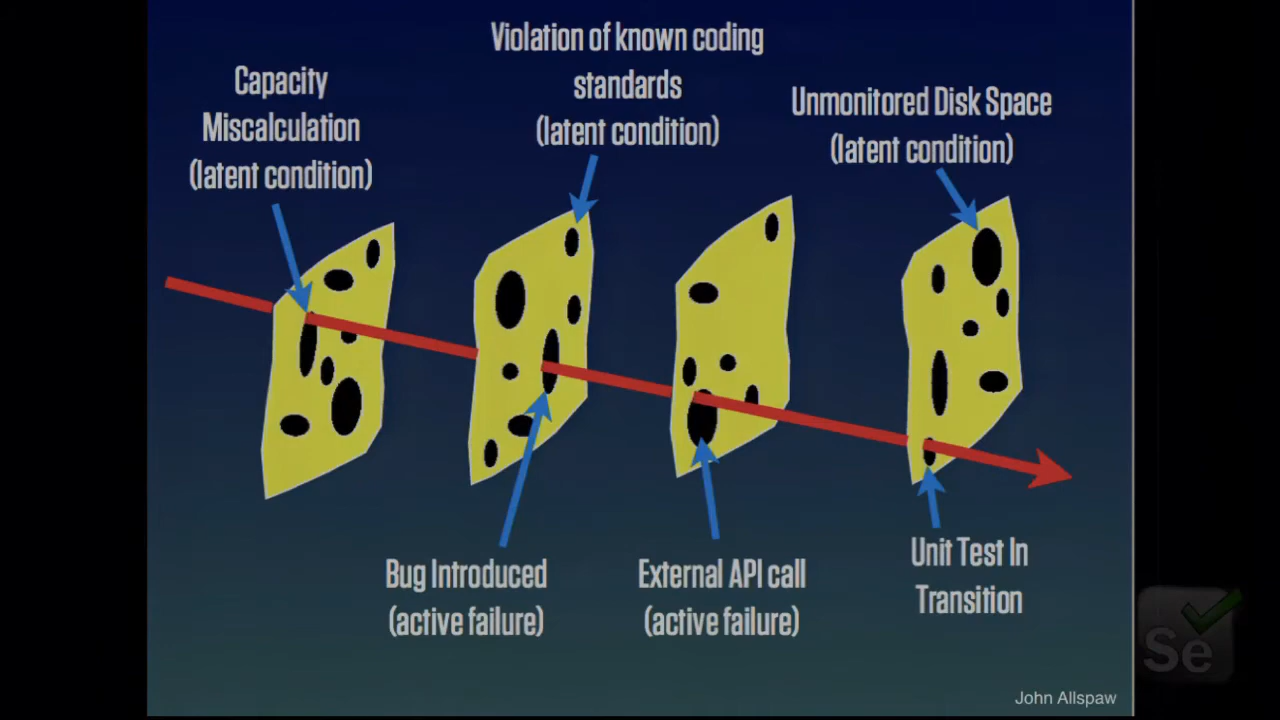 Violation of known coding
standards
(latent condition)
Capacity
Miscalculation
(latent condition)
Unmonitored Disk Space
(latent condition)
Bug Introduced
(active failure)
External API call
(active failure)
Unit Test In
Transition
Se
John Allspaw